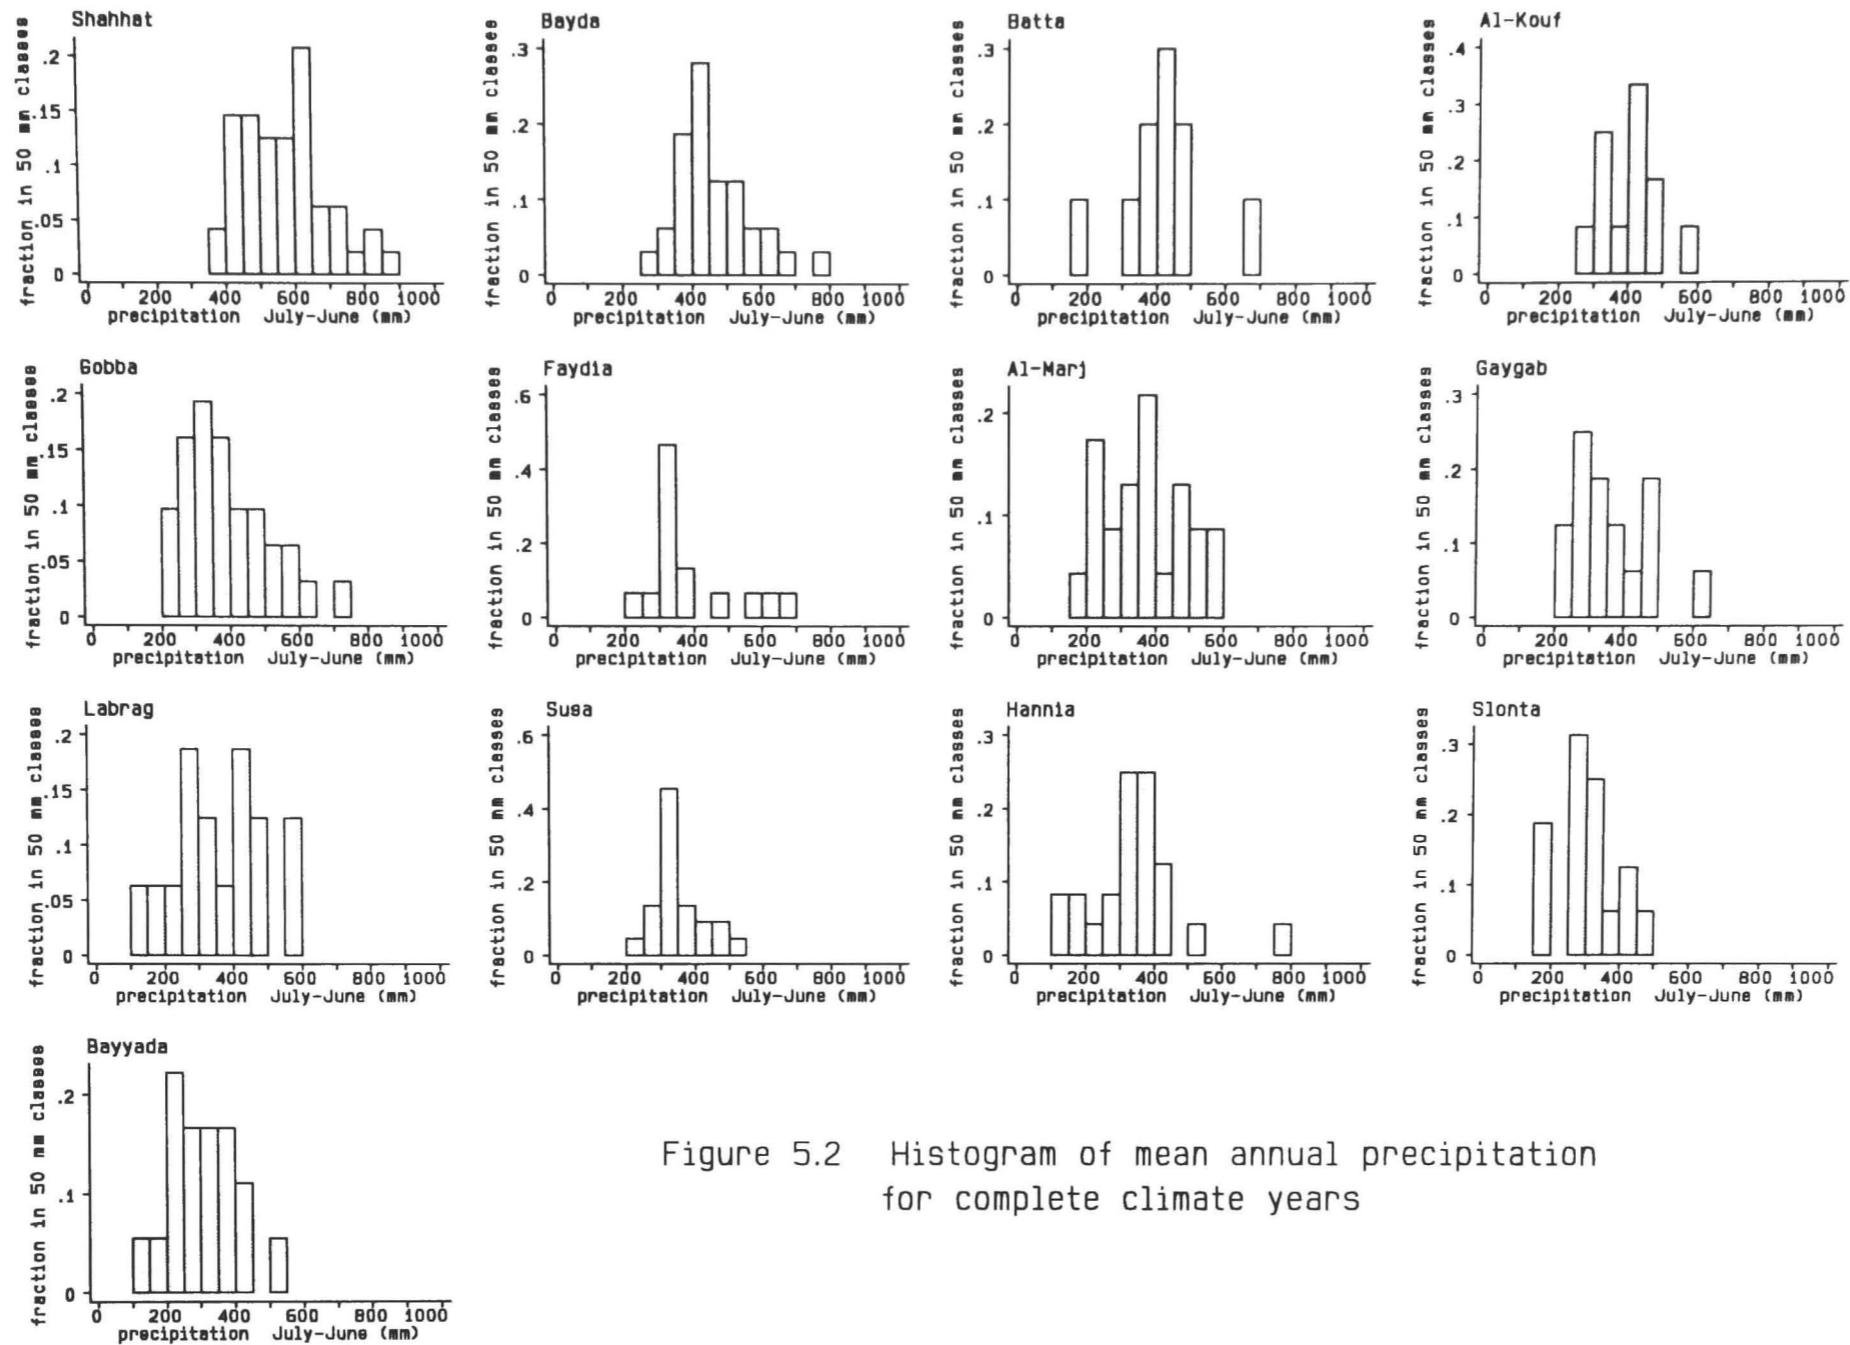 Shahhat
fraction in 50 mm classes
.2
.15
.1
.05
0
0 200 400 600 800 1000
precipitation July-June (mm)
Bayda
fraction in 50 mm classes
.3
.2
.1
0
0 200 400 600 800 1000
precipitation July-June (mm)
Batta
fraction in 50 mm classes
.3
.2
.1
0
0 200 400 600 800 1000
precipitation July-June (mm)
Al-Kouf
fraction in 50 mm classes
.4
.3
.2
.1
0
0 200 400 600 800 1000
precipitation July-June (mm)
Gobba
fraction in 50 mm classes
.2
.15
.1
.05
0
0 200 400 600 800 1000
precipitation July-June (mm)
Faydia
fraction in 50 mm classes
.6
.4
.2
0
0 200 400 600 800 1000
precipitation July-June (mm)
Al-Marj
fraction in 50 mm classes
.2
.1
0
0 200 400 600 800 1000
precipitation July-June (mm)
Gaygab
fraction in 50 mm classes
.3
.2
.1
0
0 200 400 600 800 1000
precipitation July-June (mm)
Labrag
fraction in 50 mm classes
.2
.15
.1
.05
0
0 200 400 600 800 1000
precipitation July-June (mm)
Susa
fraction in 50 mm classes
.6
.4
.2
0
0 200 400 600 800 1000
precipitation July-June (mm)
Hannia
fraction in 50 mm classes
.3
.2
.1
0
0 200 400 600 800 1000
precipitation July-June (mm)
Slonta
fraction in 50 mm classes
.3
.2
.1
0
0 200 400 600 800 1000
precipitation July-June (mm)
Bayyada
fraction in 50 mm classes
.2
.1
0
0 200 400 600 800 1000
precipitation July-June (mm)
Figure 5.2 Histogram of mean annual precipitation
for complete climate years